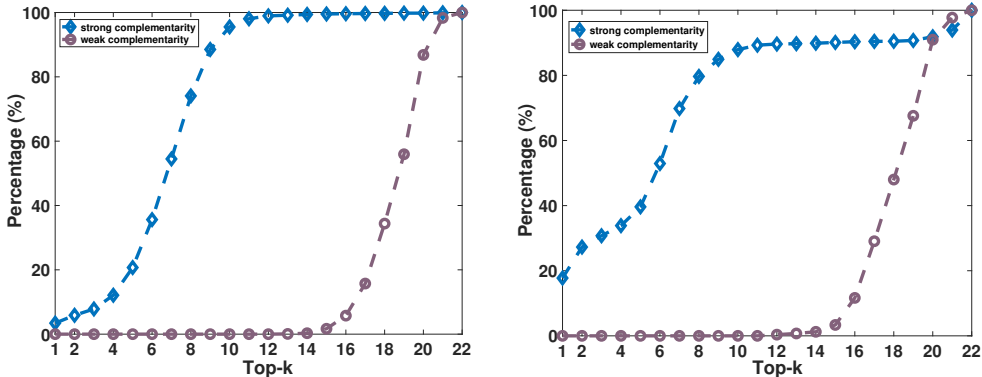 100
80
60
40
20
0
Percentage (%)
strong complementarity
weak complementarity
1 2 4 6 8 10 12 14 16 18 20 22
Top-k
100
80
60
40
20
0
Percentage (%)
strong complementarity
weak complementarity
1 2 4 6 8 10 12 14 16 18 20 22
Top-k